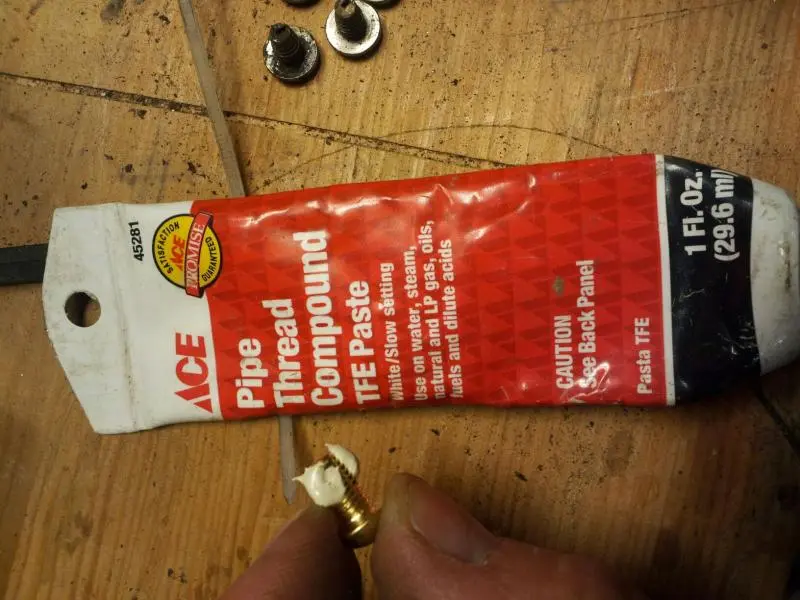 45281
SATISFACTION
ACE
PROMISE
GUARANTEED
ACE
Pipe
Thread
Compound
TFE Paste
White/Slow setting
Use on water, steam,
natural and LP gas, oils,
fuels and dilute acids
CAUTION
See Back Panel
Pasta TFE
1 Fl. Oz.
(29.6 ml)